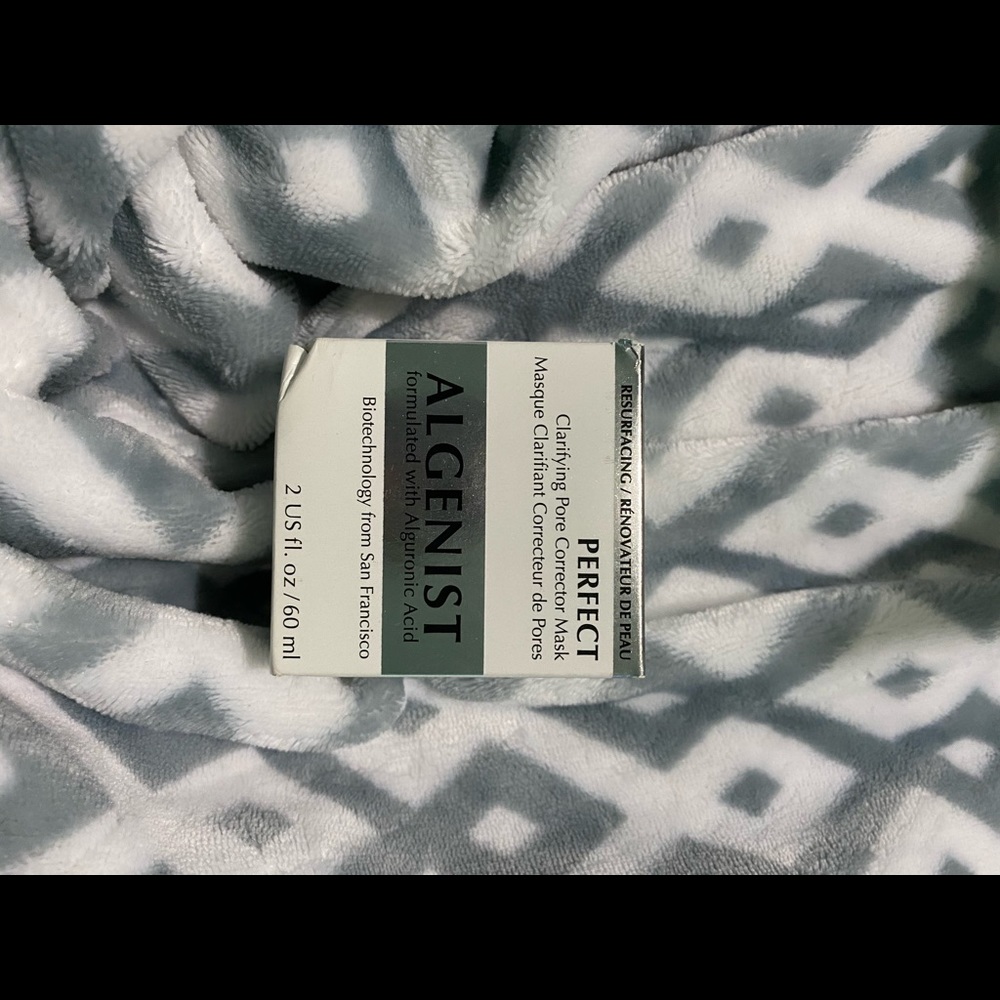 RESURFACING / RÉNOVATEUR DE PEAU
PERFECT
Clarifying Pore Corrector Mask
Masque Clarifiant Correcteur de Pores
ALGENIST
formulated with Alguronic Acid
Biotechnology from San Francisco
2 US fl. oz / 60 ml